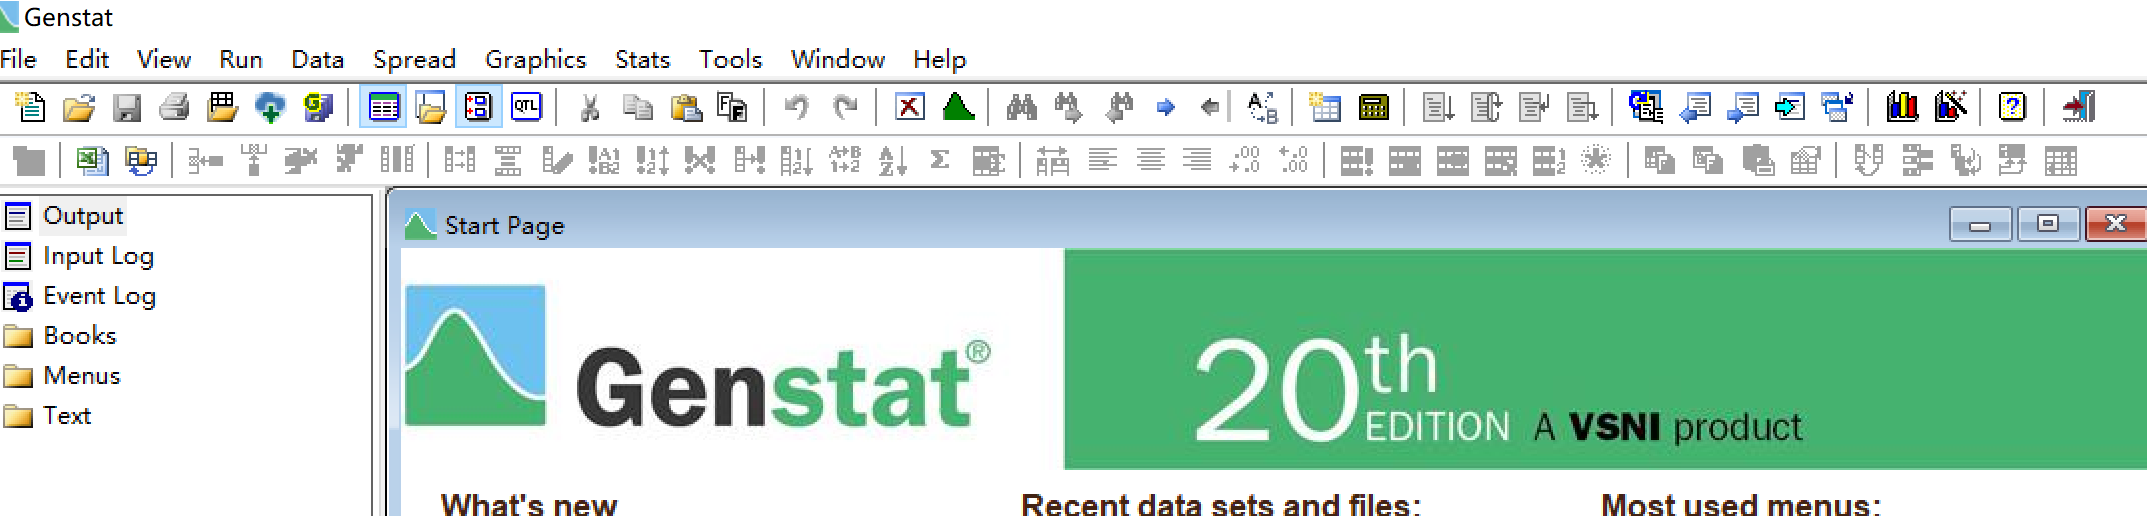 Genstat
File Edit View Run Data Spread Graphics Stats Tools Window Help
QTL
Output
Input Log
Event Log
Books
Menus
Text
Start Page
Genstat®
20th EDITION A VSNI product
What's new
Recent data sets and files:
Most used menus: